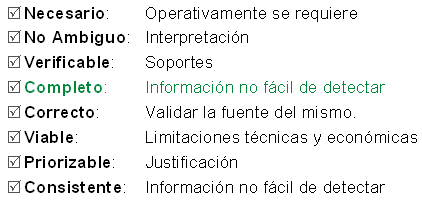 ☑ Necesario: Operativamente se requiere
☑ No Ambiguo: Interpretación
☑ Verificable: Soportes
☑ Completo: Información no fácil de detectar
☑ Correcto: Validar la fuente del mismo.
☑ Viable: Limitaciones técnicas y económicas
☑ Priorizable: Justificación
☑ Consistente: Información no fácil de detectar